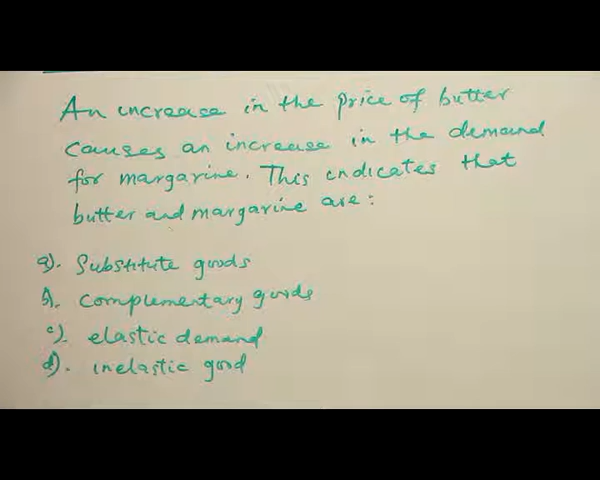 An increase in the price of butter
causes an increase in the demand
for margarine. This indicates that
butter and margarine are:
a). Substitute goods
b). complementary goods
c). elastic demand
d). inelastic good